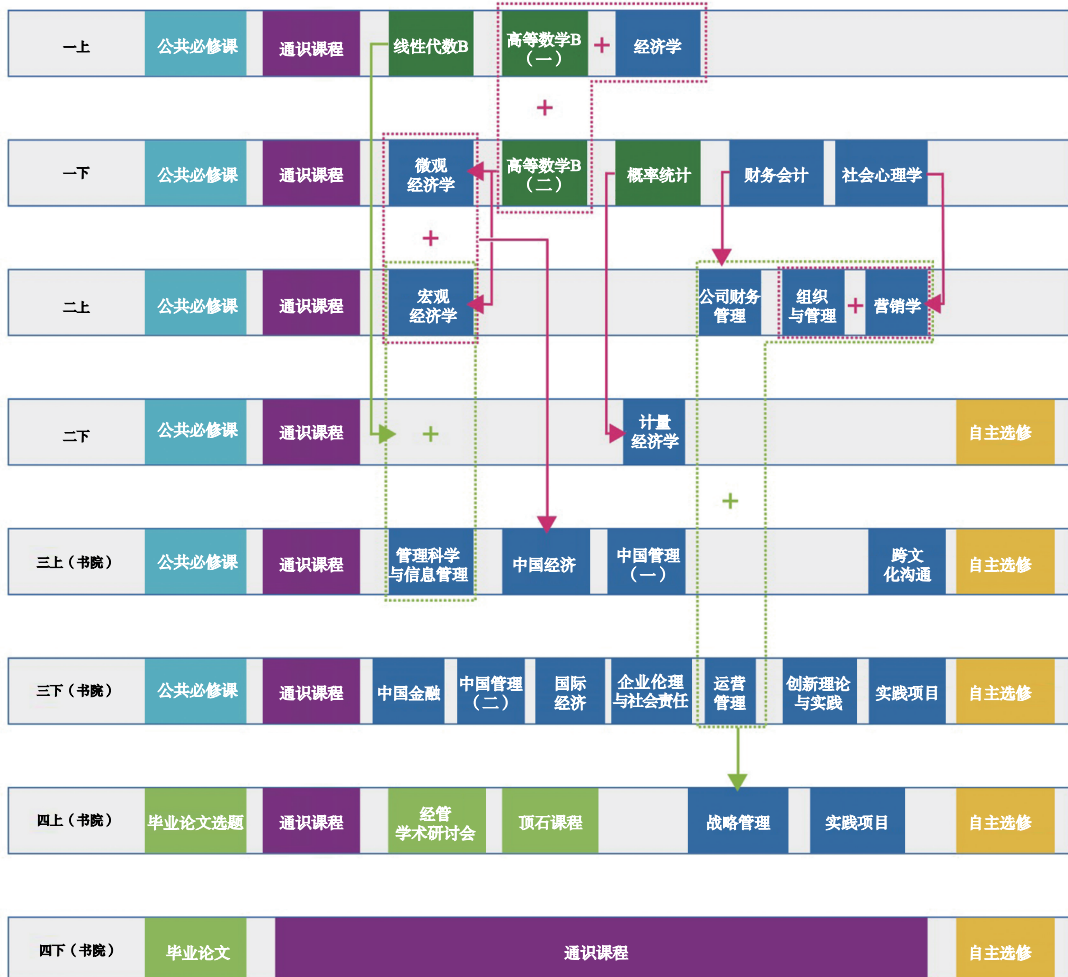 一上
公共必修课
通识课程
线性代数B
高等数学B
（一）
+
经济学
+
一下
公共必修课
通识课程
微观
经济学
高等数学B
（二）
概率统计
财务会计
社会心理学
+
二上
公共必修课
通识课程
宏观
经济学
公司财务
管理
组织
与管理
+
营销学
二下
公共必修课
通识课程
+
计量
经济学
自主选修
+
三上（书院）
公共必修课
通识课程
管理科学
与信息管理
中国经济
中国管理
（一）
跨文
化沟通
自主选修
三下（书院）
公共必修课
通识课程
中国金融
中国管理
（二）
国际
经济
企业伦理
与社会责任
运营
管理
创新理论
与实践
实践项目
自主选修
四上（书院）
毕业论文选题
通识课程
经管
学术研讨会
顶石课程
战略管理
实践项目
自主选修
四下（书院）
毕业论文
通识课程
自主选修